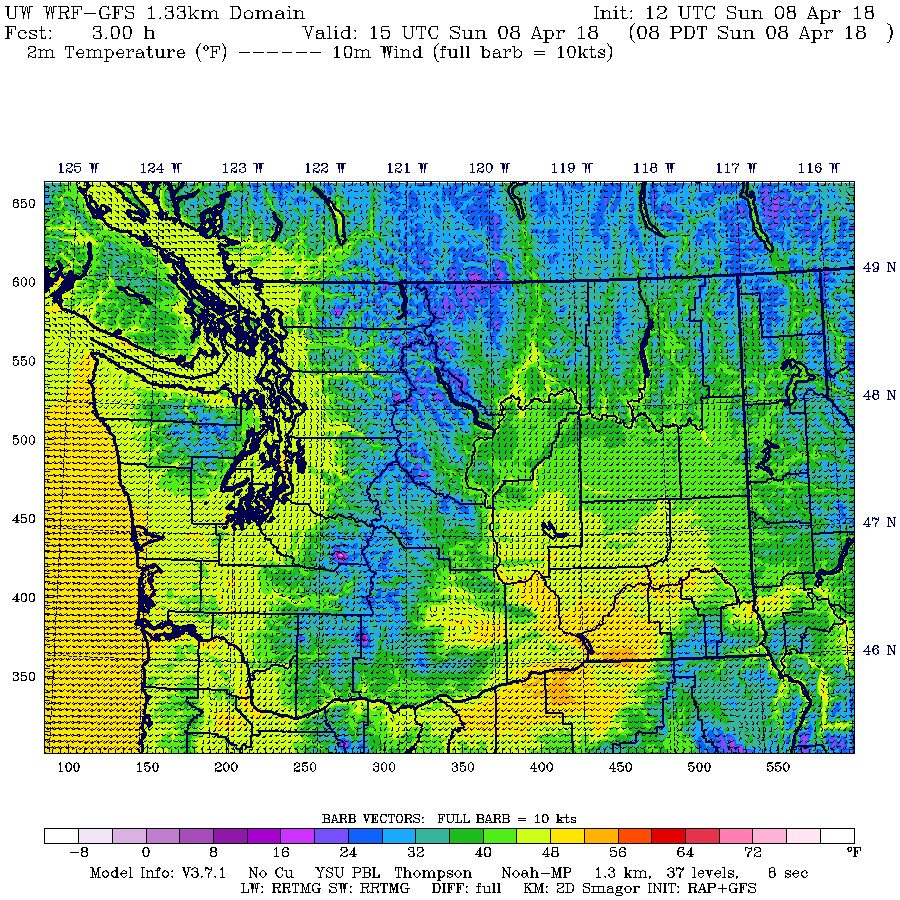 UW WRF-GFS 1.33km Domain Init: 12 UTC Sun 08 Apr 18
Fcst: 3.00 h Valid: 15 UTC Sun 08 Apr 18 (08 PDT Sun 08 Apr 18 )
2m Temperature (°F) ------ 10m Wind (full barb = 10kts)
125 W 124 W 123 W 122 W 121 W 120 W 119 W 118 W 117 W 116 W
650
600 49 N
550
48 N
500
450 47 N
400
46 N
350
100 150 200 250 300 350 400 450 500 550
BARB VECTORS: FULL BARB = 10 kts
-8 0 8 16 24 32 40 48 56 64 72 °F
Model Info: V3.7.1 No Cu YSU PBL Thompson Noah-MP 1.3 km, 37 levels, 8 sec
LW: RRTMG SW: RRTMG DIFF: full KM: 2D Smagor INIT: RAP+GFS